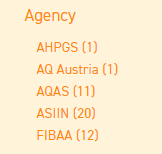 Agency
AHPGS (1)
AQ Austria (1)
AQAS (11)
ASIIN (20)
FIBAA (12)